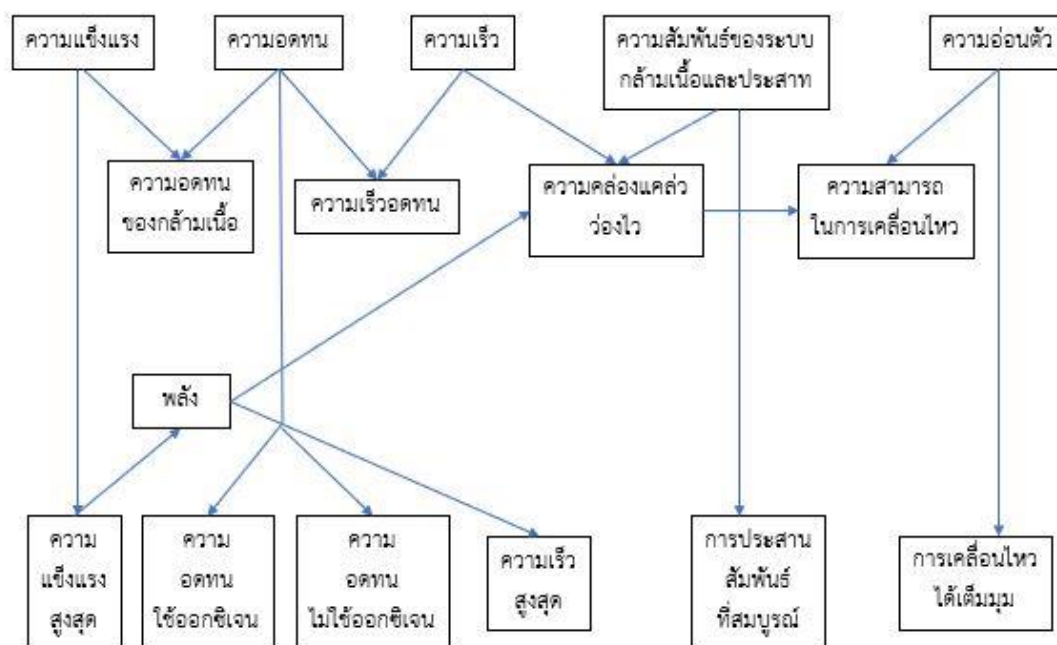 ความแข็งแรง
ความอดทน
ความเร็ว
ความสัมพันธ์ของระบบ
กล้ามเนื้อและประสาท
ความอ่อนตัว
ความอดทน
ของกล้ามเนื้อ
ความเร็วอดทน
ความคล่องแคล่ว
ว่องไว
ความสามารถ
ในการเคลื่อนไหว
พลัง
ความ
แข็งแรง
สูงสุด
ความ
อดทน
ใช้ออกซิเจน
ความ
อดทน
ไม่ใช้ออกซิเจน
ความเร็ว
สูงสุด
การประสาน
สัมพันธ์
ที่สมบูรณ์
การเคลื่อนไหว
ได้เต็มมุม